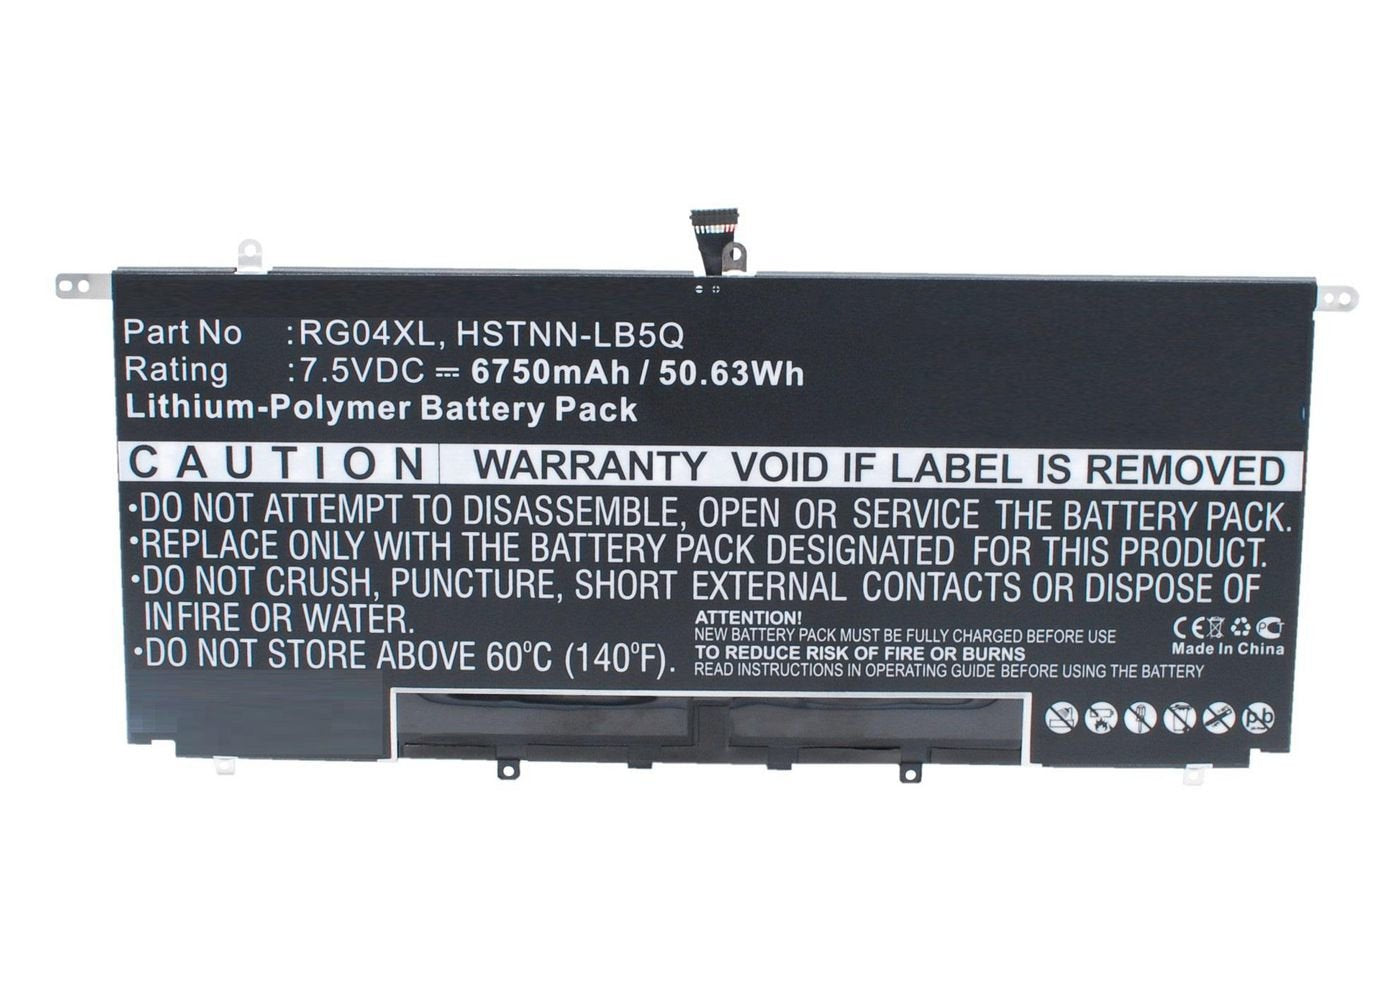 Part No :RG04XL, HSTNN-LB5Q
Rating :7.5VDC ⎓ 6750mAh / 50.63Wh
Lithium-Polymer Battery Pack
CAUTION WARRANTY VOID IF LABEL IS REMOVED
•DO NOT ATTEMPT TO DISASSEMBLE, OPEN OR SERVICE THE BATTERY PACK.
•REPLACE ONLY WITH THE BATTERY PACK DESIGNATED FOR THIS PRODUCT.
•DO NOT CRUSH, PUNCTURE, SHORT EXTERNAL CONTACTS OR DISPOSE OF
IN FIRE OR WATER.
•DO NOT STORE ABOVE 60°C (140°F).
ATTENTION!
NEW BATTERY PACK MUST BE FULLY CHARGED BEFORE USE
TO REDUCE RISK OF FIRE OR BURNS
READ INSTRUCTIONS IN OPERATING GUIDE BEFORE USING THE BATTERY
CE PCT
Made In China
Pb